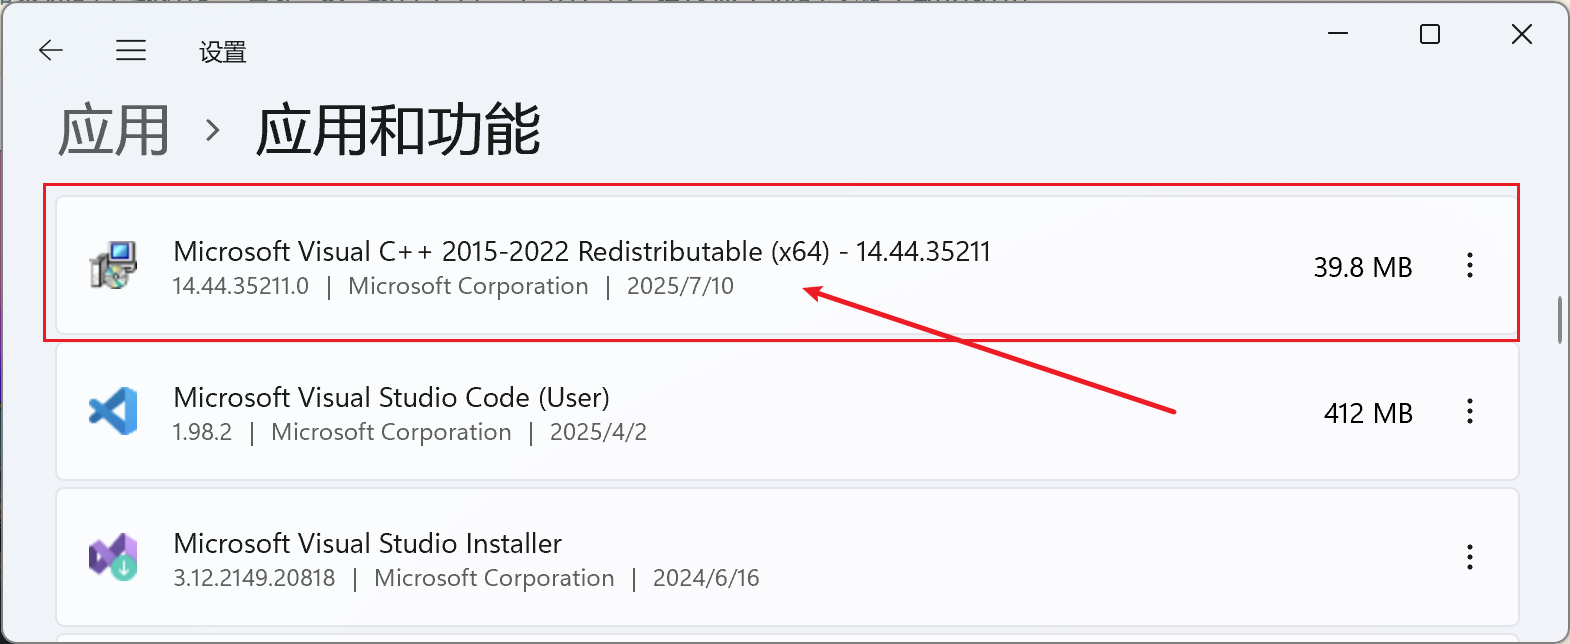 设置
应用 › 应用和功能
Microsoft Visual C++ 2015-2022 Redistributable (x64) - 14.44.35211
14.44.35211.0 | Microsoft Corporation | 2025/7/10
39.8 MB
Microsoft Visual Studio Code (User)
1.98.2 | Microsoft Corporation | 2025/4/2
412 MB
Microsoft Visual Studio Installer
3.12.2149.20818 | Microsoft Corporation | 2024/6/16